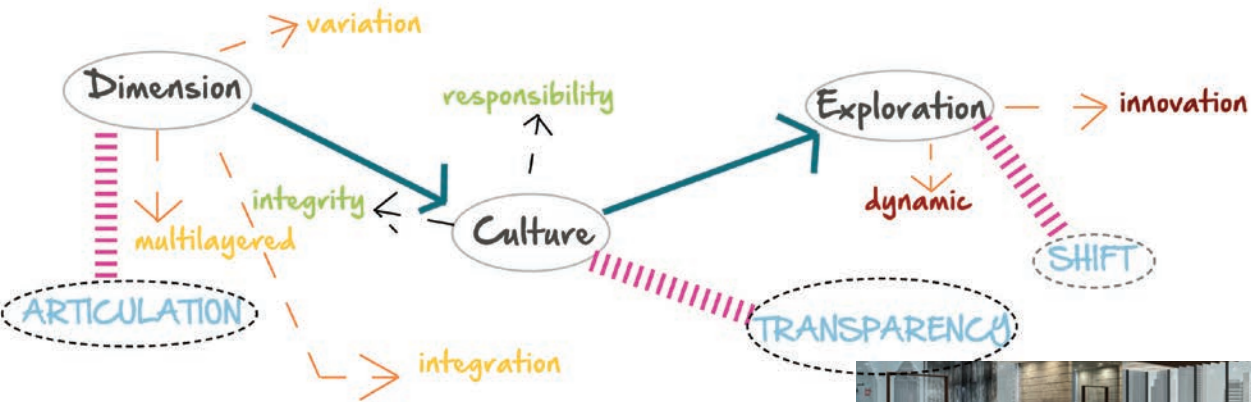 variation
Dimension
responsibility
Exploration
innovation
integrity
dynamic
multilayered
Culture
SHIFT
ARTICULATION
TRANSPARENCY
integration